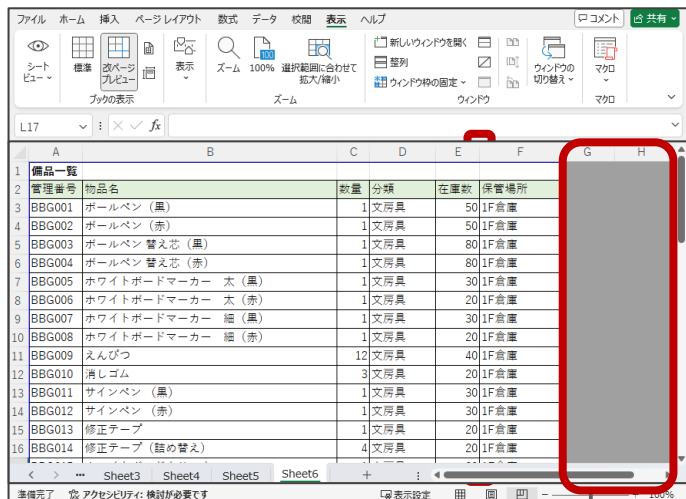 ファイル ホーム 挿入 ページ レイアウト 数式 データ 校閲 表示 ヘルプ コメント 共有
シート ビュー 標準 改ページ プレビュー 表示 ズーム 100% 選択範囲に合わせて 拡大/縮小 新しいウィンドウを開く 整列 ウィンドウ枠の固定 ウィンドウの 切り替え マクロ
ブックの表示 ズーム ウィンドウ マクロ
L17 fx
A B C D E F G H
1 備品一覧
2 管理番号 物品名 数量 分類 在庫数 保管場所
3 BBG001 ボールペン（黒） 1 文房具 50 1F倉庫
4 BBG002 ボールペン（赤） 1 文房具 50 1F倉庫
5 BBG003 ボールペン 替え芯（黒） 1 文房具 80 1F倉庫
6 BBG004 ボールペン 替え芯（赤） 1 文房具 80 1F倉庫
7 BBG005 ホワイトボードマーカー 太（黒） 1 文房具 30 1F倉庫
8 BBG006 ホワイトボードマーカー 太（赤） 1 文房具 20 1F倉庫
9 BBG007 ホワイトボードマーカー 細（黒） 1 文房具 30 1F倉庫
10 BBG008 ホワイトボードマーカー 細（赤） 1 文房具 20 1F倉庫
11 BBG009 えんぴつ 12 文房具 40 1F倉庫
12 BBG010 消しゴム 3 文房具 20 1F倉庫
13 BBG011 サインペン （黒） 1 文房具 30 1F倉庫
14 BBG012 サインペン （赤） 1 文房具 30 1F倉庫
15 BBG013 修正テープ 1 文房具 20 1F倉庫
16 BBG014 修正テープ（詰め替え） 4 文房具 20 1F倉庫
Sheet3 Sheet4 Sheet5 Sheet6
準備完了 アクセシビリティ: 検討が必要です 表示設定 100%